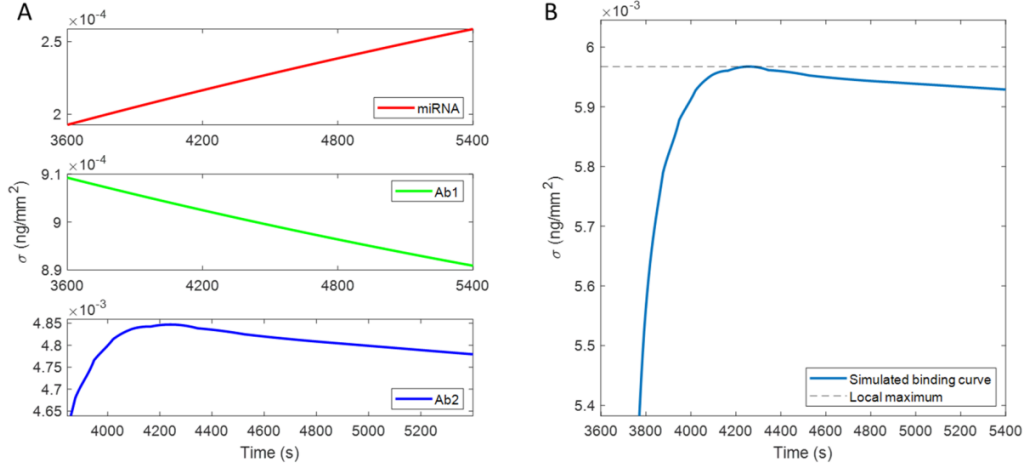 A
×10⁻⁴
2.5
2
miRNA
3600 4200 4800 5400
×10⁻⁴
9.1
9
8.9
Ab1
3600 4200 4800 5400
σ (ng/mm²)
×10⁻³
4.85
4.8
4.75
4.7
4.65
Ab2
4000 4200 4400 4600 4800 5000 5200
Time (s)
B
×10⁻³
6
5.9
5.8
5.7
5.6
5.5
5.4
σ (ng/mm²)
Simulated binding curve
Local maximum
3600 3800 4000 4200 4400 4600 4800 5000 5200 5400
Time (s)